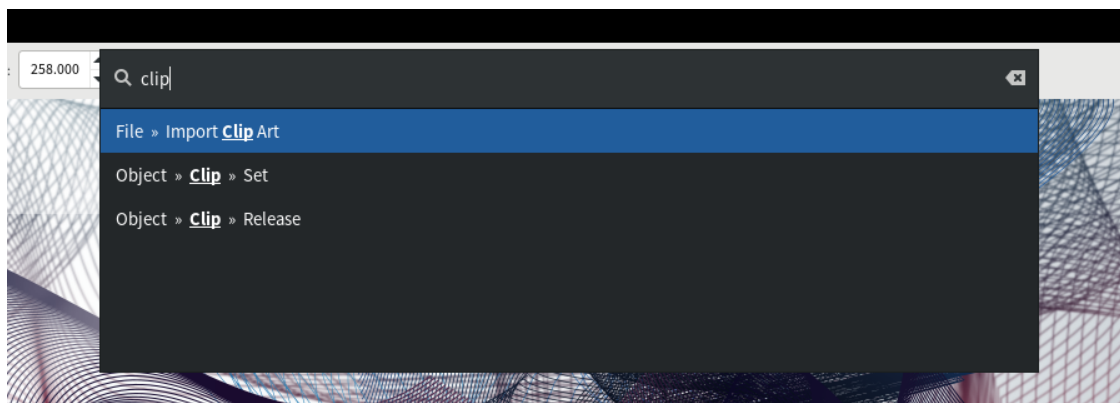 : 258.000
clip
File » Import Clip Art
Object » Clip » Set
Object » Clip » Release